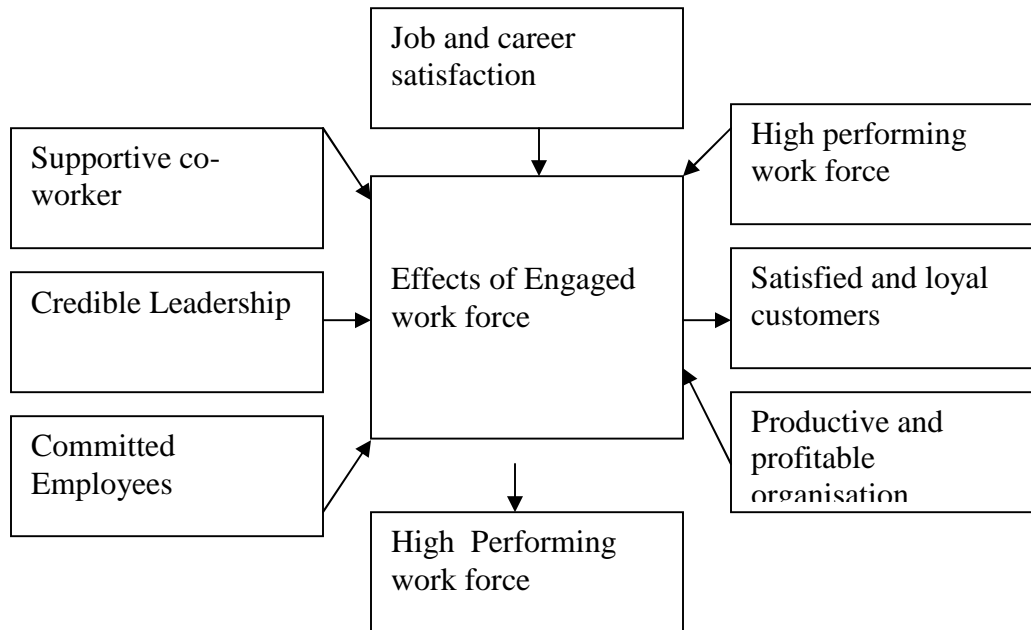 Job and career
satisfaction
Supportive co-
worker
High performing
work force
Credible Leadership
Effects of Engaged
work force
Satisfied and loyal
customers
Committed
Employees
Productive and
profitable
organisation
High  Performing
work force